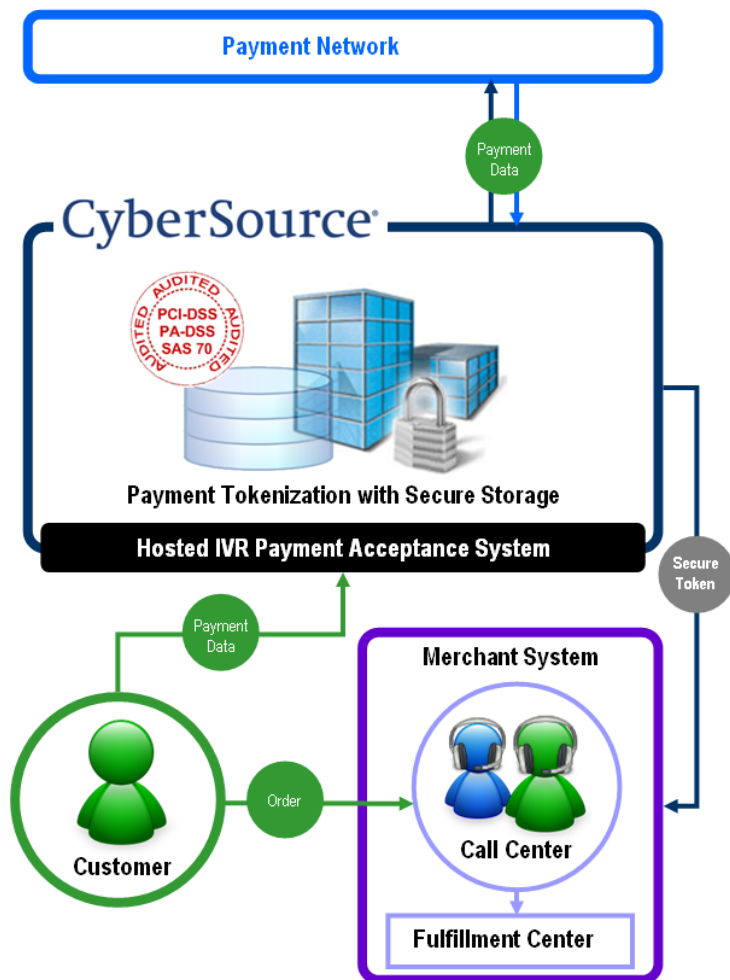 Payment Network
Payment
Data
CyberSource®
AUDITED AUDITED AUDITED
PCI-DSS
PA-DSS
SAS 70
Payment Tokenization with Secure Storage
Hosted IVR Payment Acceptance System
Secure
Token
Payment
Data
Merchant System
Order
Customer
Call Center
Fulfillment Center